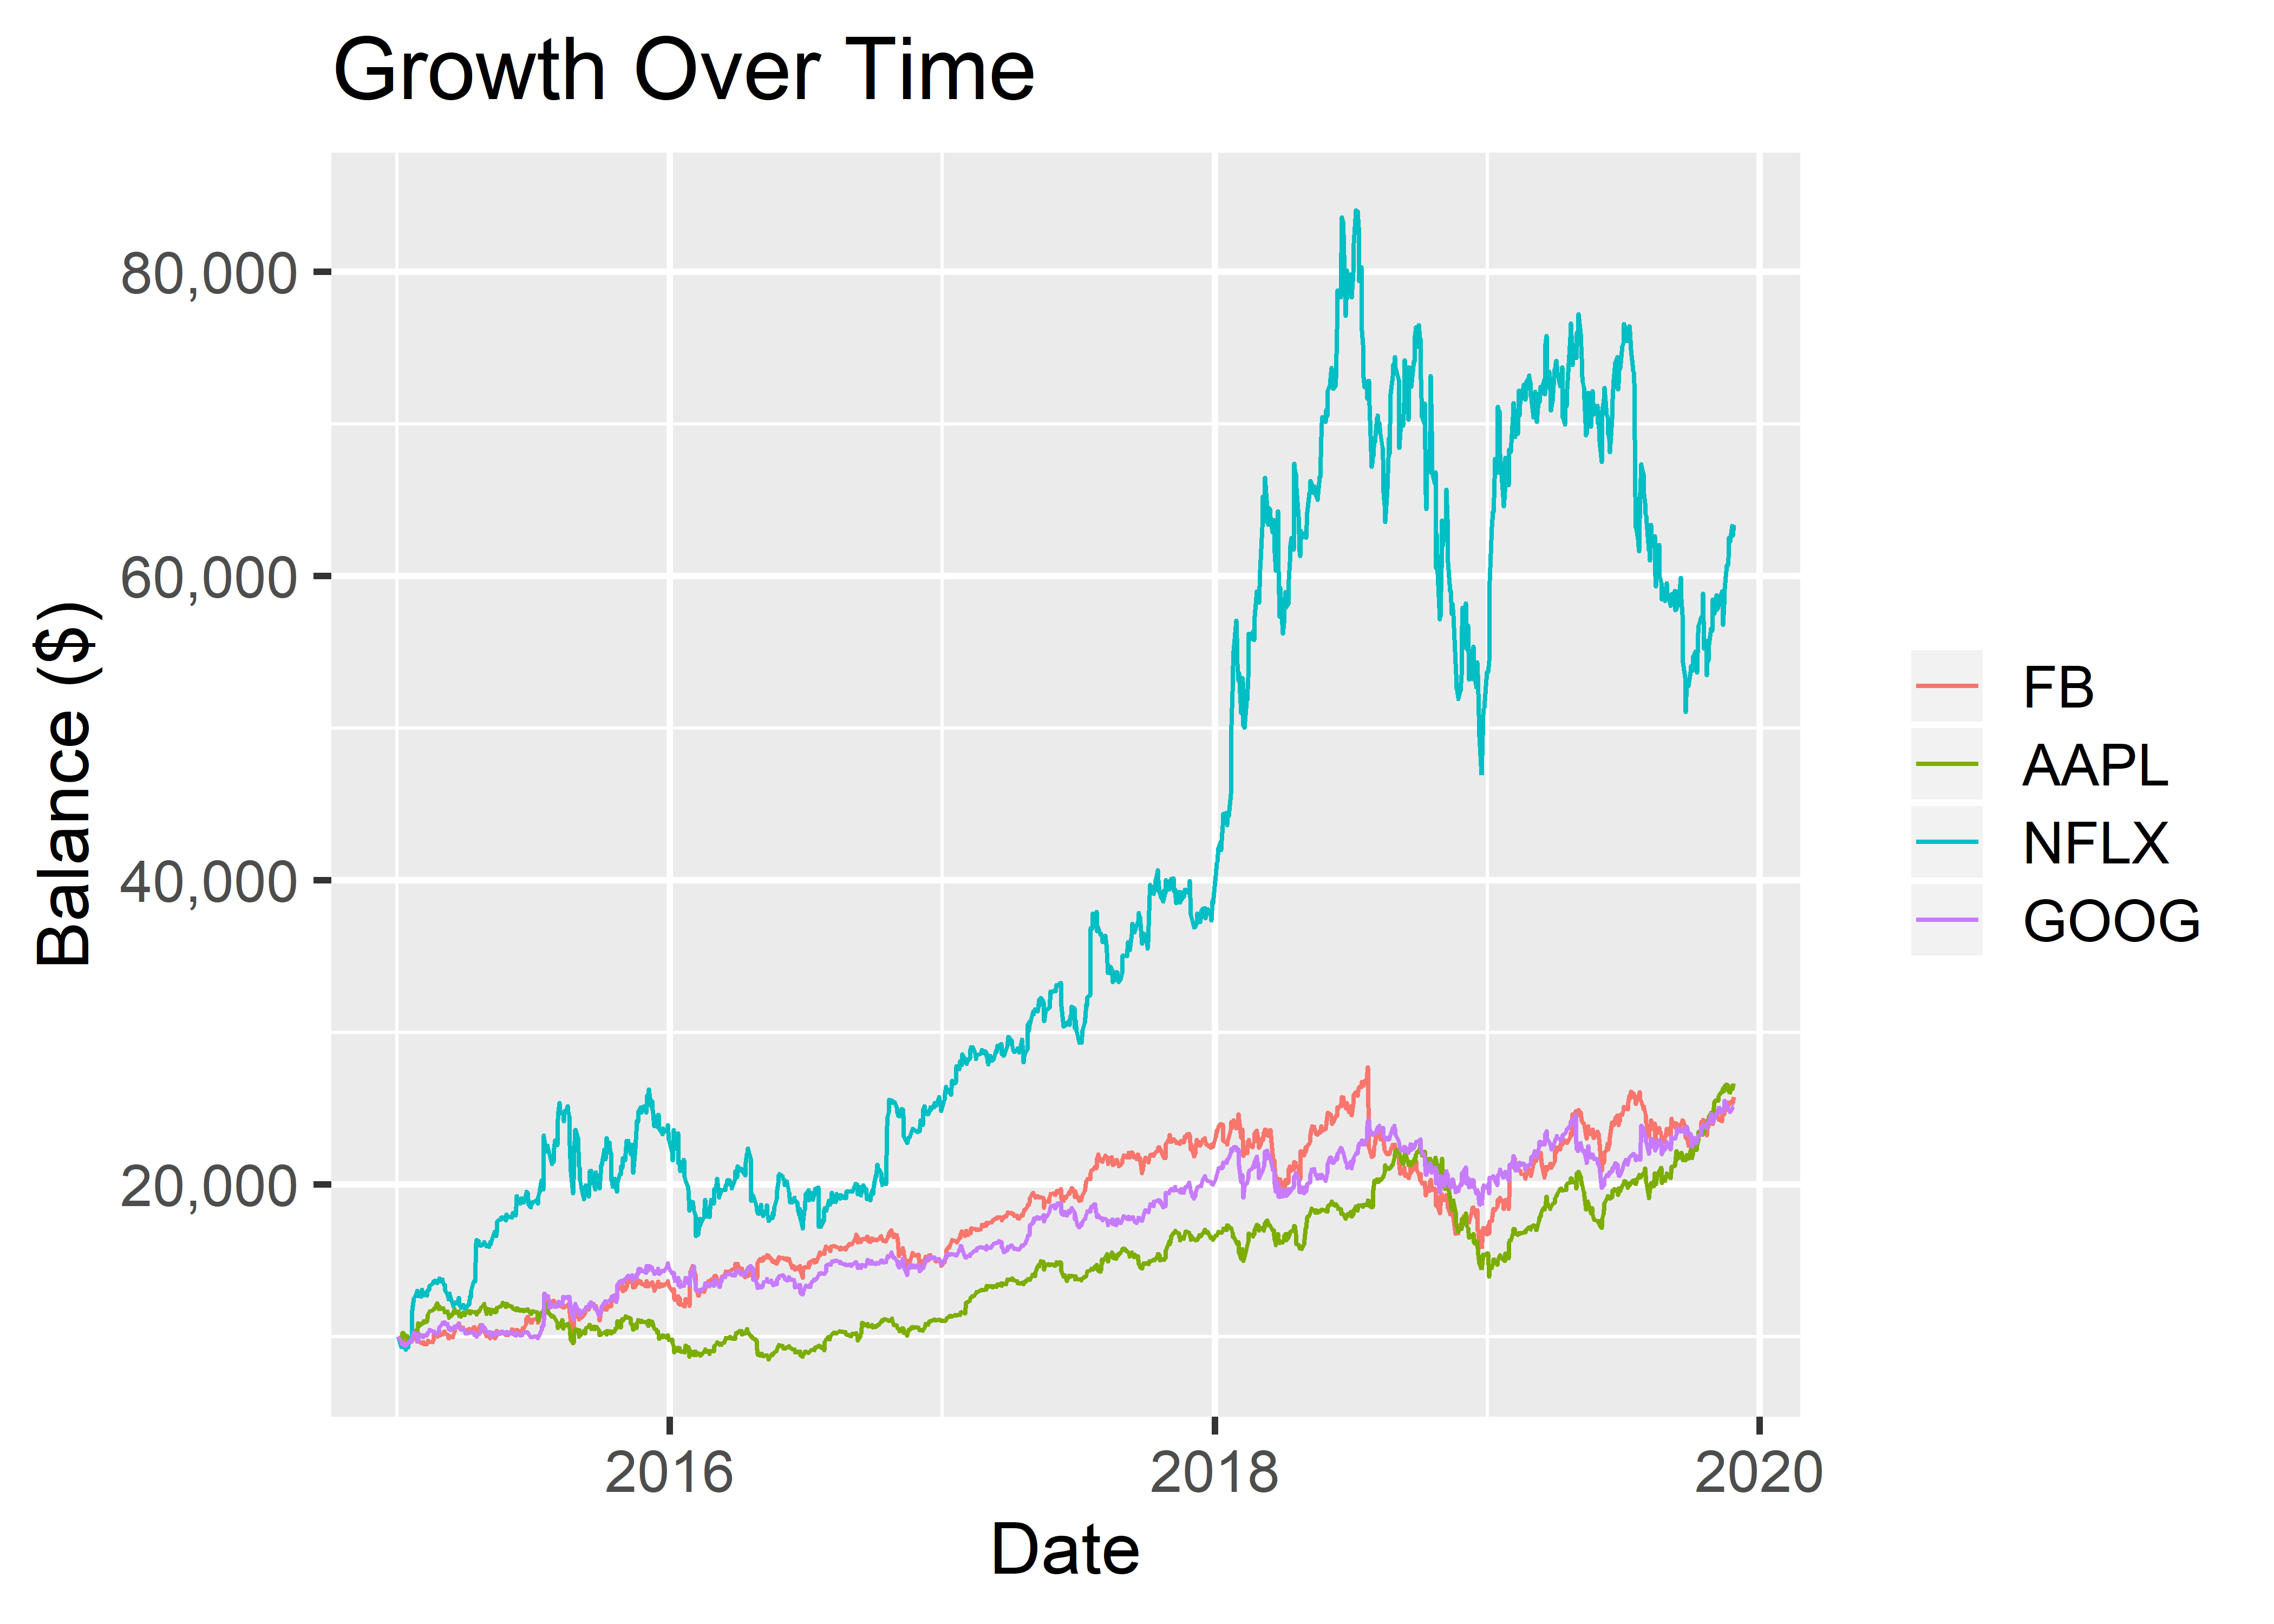 Growth Over Time
80,000
60,000
40,000
20,000
Balance ($)
2016
2018
2020
Date
FB
AAPL
NFLX
GOOG